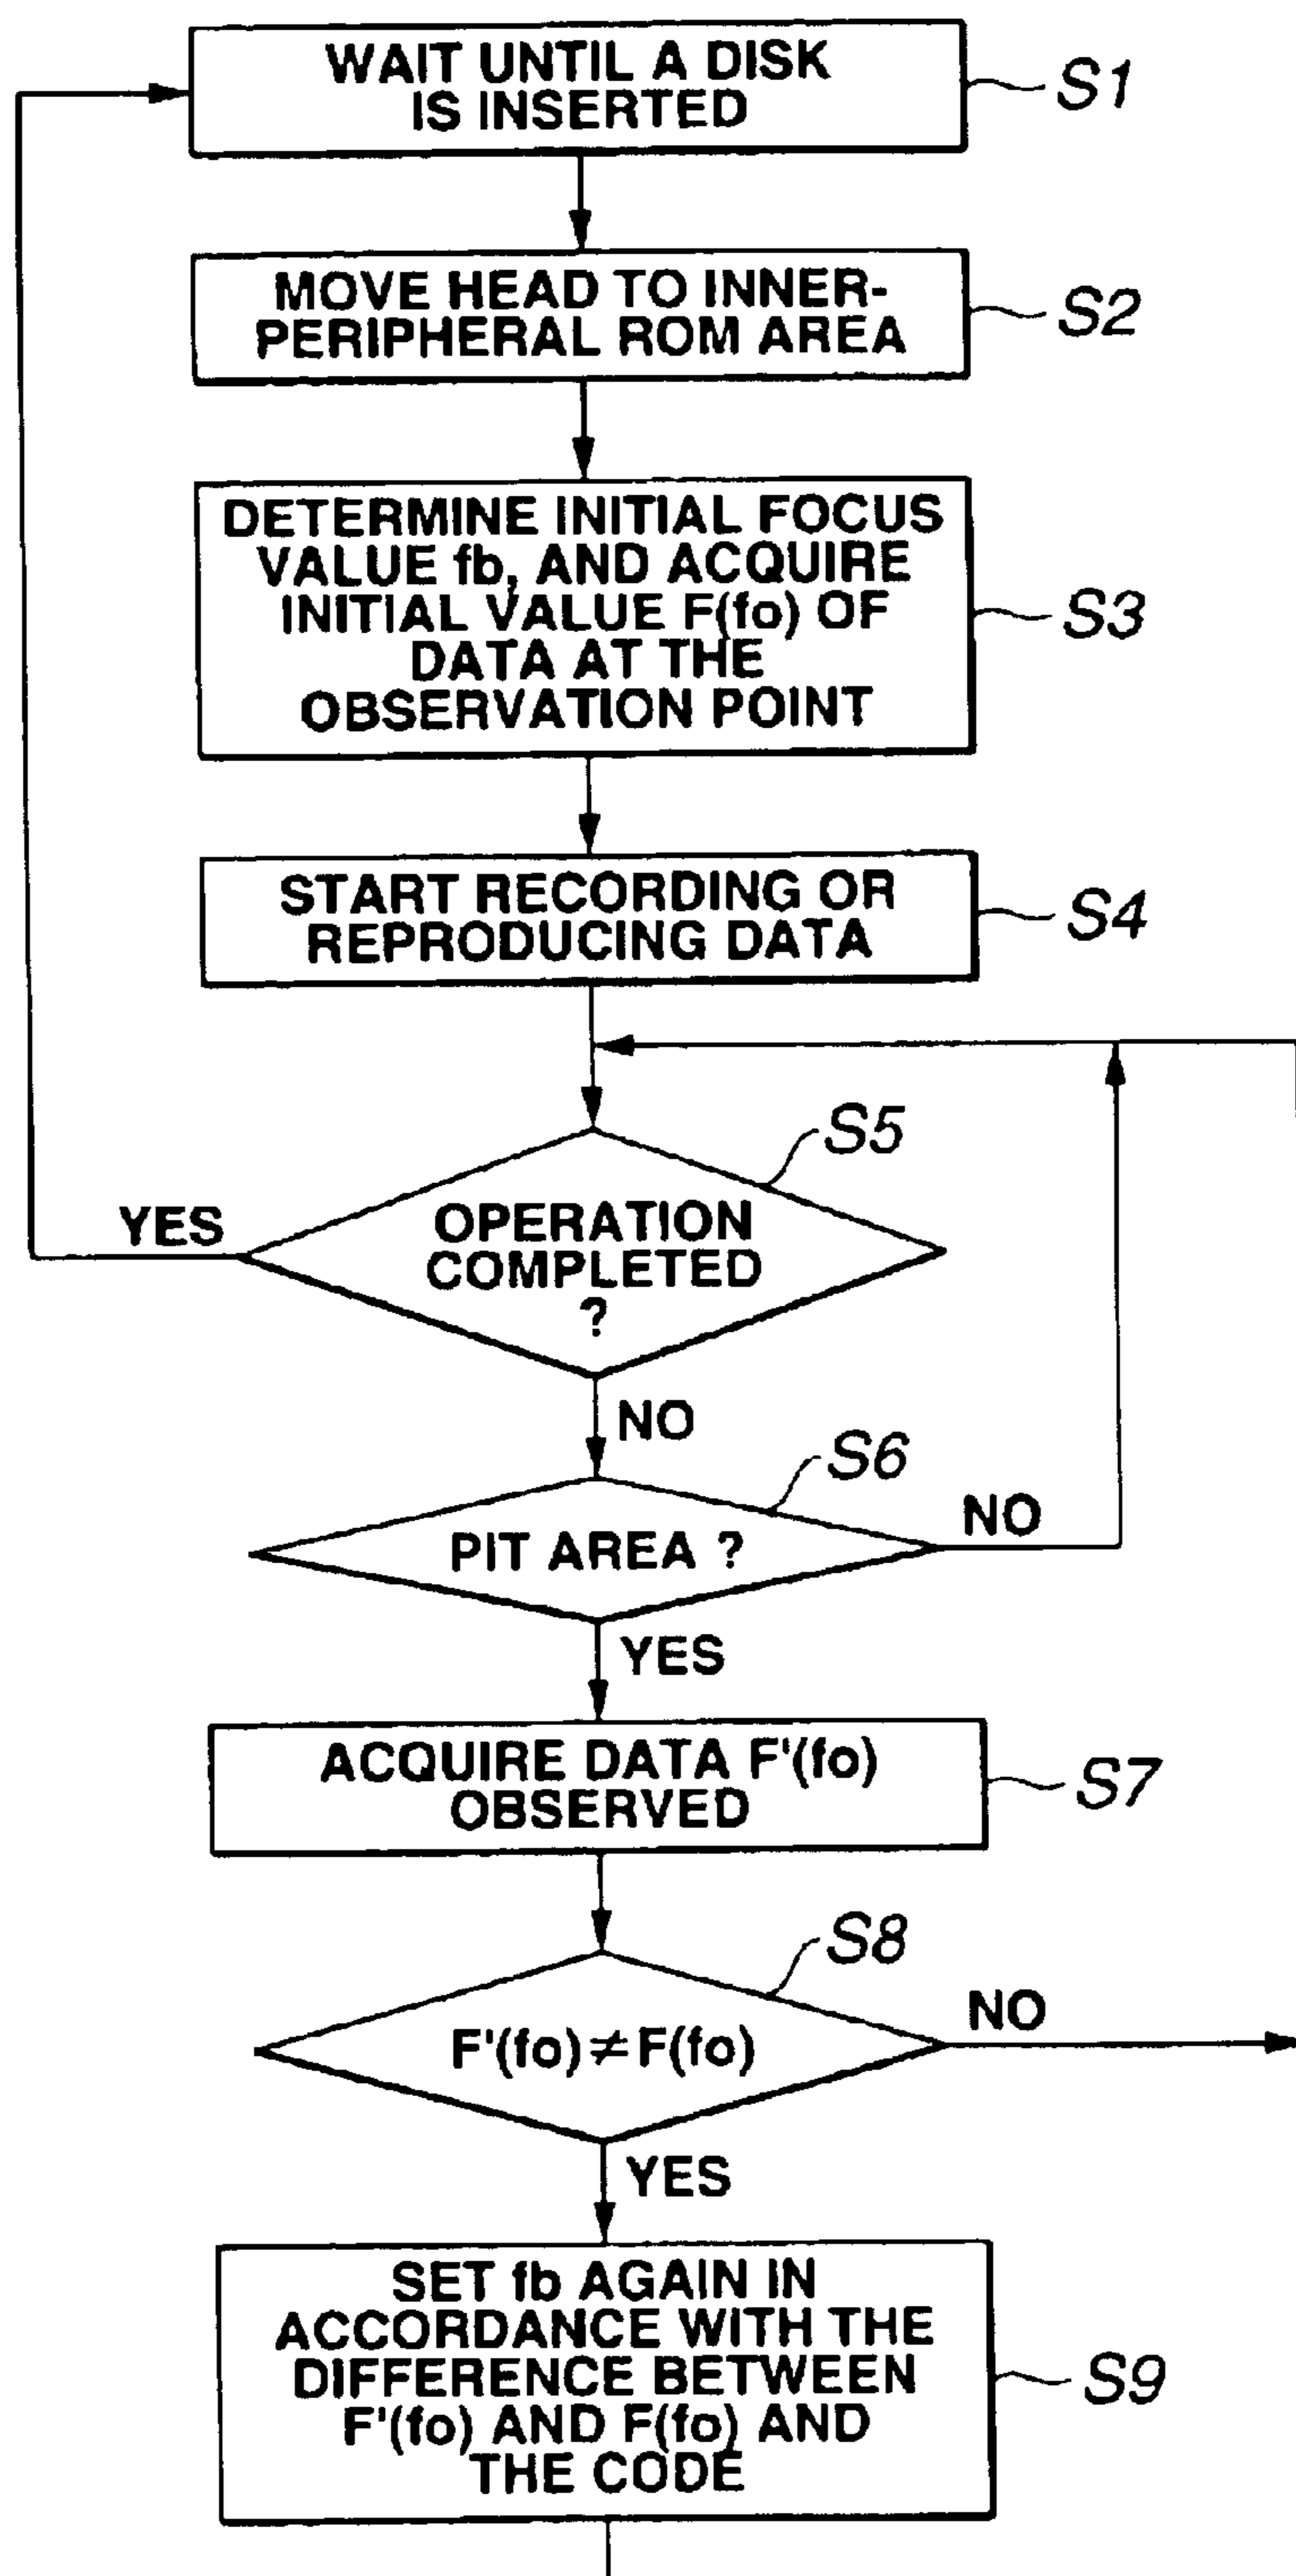 WAIT UNTIL A DISK
IS INSERTED
S1
MOVE HEAD TO INNER-
PERIPHERAL ROM AREA
S2
DETERMINE INITIAL FOCUS
VALUE fb, AND ACQUIRE
INITIAL VALUE F(fo) OF
DATA AT THE
OBSERVATION POINT
S3
START RECORDING OR
REPRODUCING DATA
S4
S5
YES
OPERATION
COMPLETED
?
NO
S6
PIT AREA ?
NO
YES
ACQUIRE DATA F'(fo)
OBSERVED
S7
S8
F'(fo)≠F(fo)
NO
YES
SET fb AGAIN IN
ACCORDANCE WITH THE
DIFFERENCE BETWEEN
F'(fo) AND F(fo) AND
THE CODE
S9